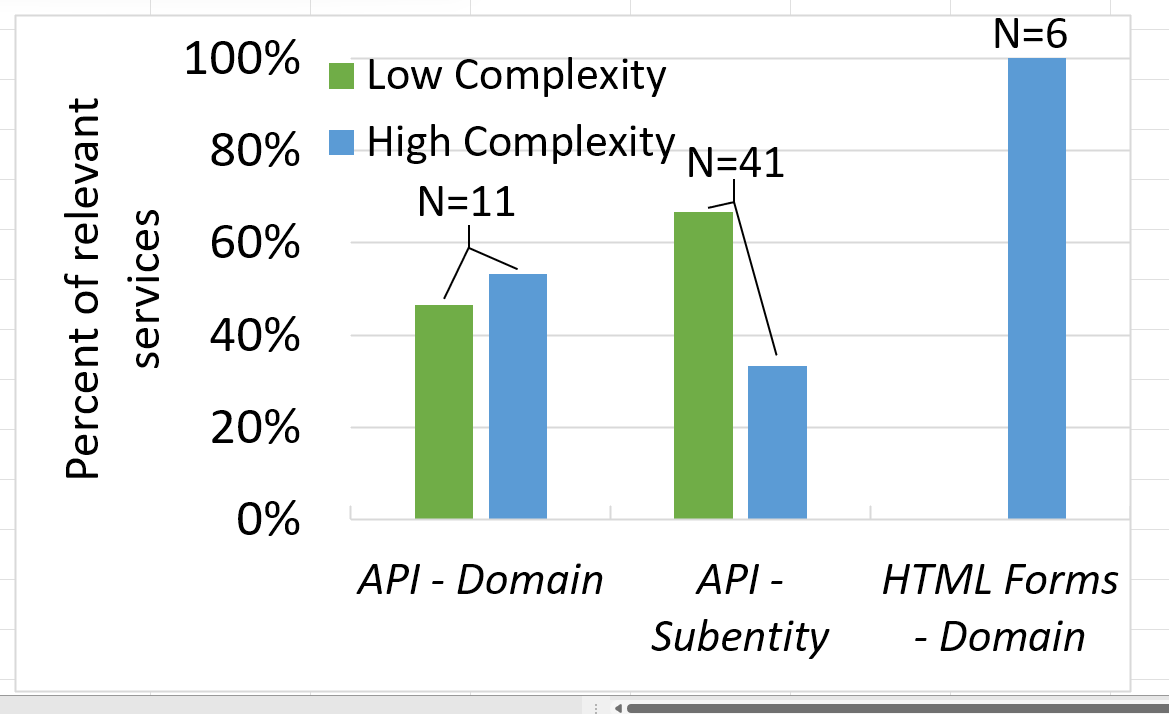 Percent of relevant
services
100%
80%
60%
40%
20%
0%
Low Complexity
High Complexity
N=11
N=41
N=6
API - Domain
API -
Subentity
HTML Forms
- Domain